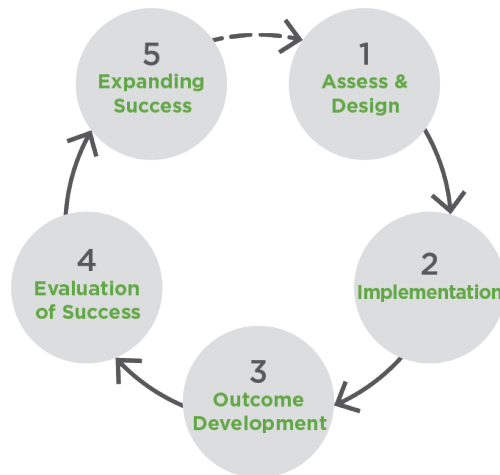 1
Assess &
Design
2
Implementation
3
Outcome
Development
4
Evaluation
of Success
5
Expanding
Success